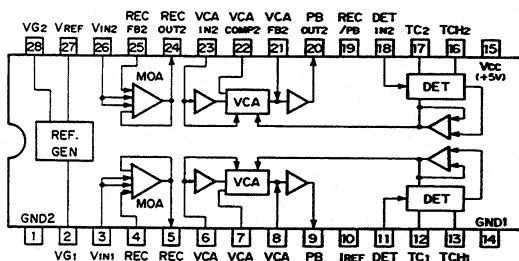 REC REC VCA VCA VCA PB REC DET
VG2 VREF VIN2 FB2 OUT2 IN2 COMP2 FB2 OUT2 /PB IN2 TC2 TCH2
28 27 26 25 24 23 22 21 20 19 18 17 16 15
VCC
(+5V)
MOA VCA DET
REF.
GEN
MOA VCA DET
GND2 GND1
1 2 3 4 5 6 7 8 9 10 11 12 13 14
VG1 VIN1 REC REC VCA VCA VCA PB IREF DET TC1 TCH1